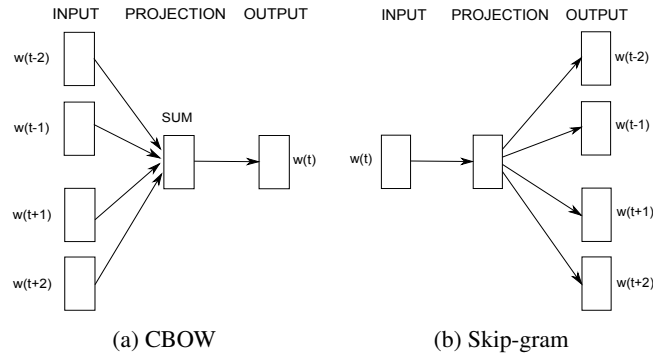 INPUT PROJECTION OUTPUT
w(t-2)
w(t-1)
SUM
w(t)
w(t+1)
w(t+2)
(a) CBOW
INPUT PROJECTION OUTPUT
w(t-2)
w(t-1)
w(t)
w(t+1)
w(t+2)
(b) Skip-gram